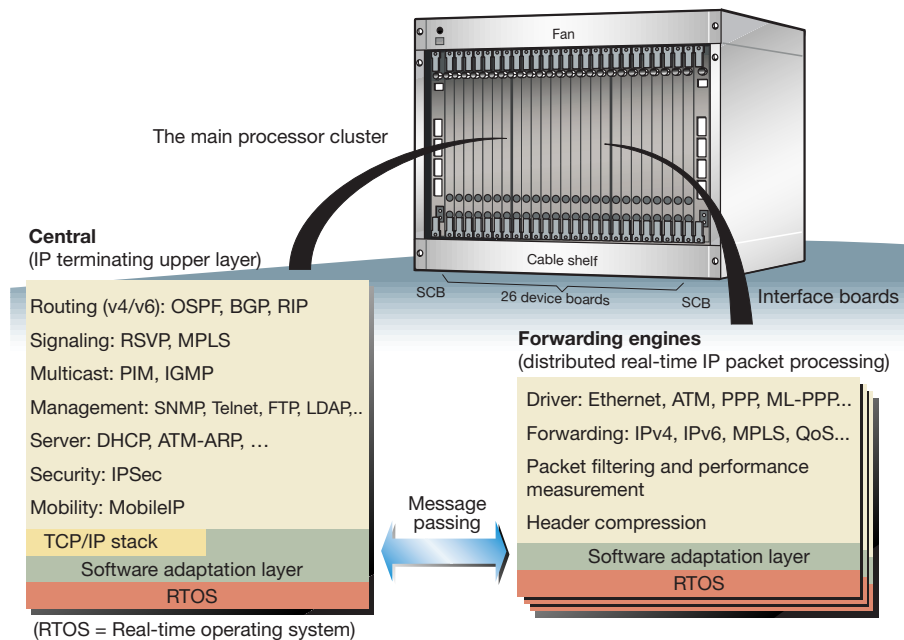 Fan
The main processor cluster
Cable shelf
SCB
26 device boards
SCB
Interface boards
Central
(IP terminating upper layer)
Routing (v4/v6): OSPF, BGP, RIP
Signaling: RSVP, MPLS
Multicast: PIM, IGMP
Management: SNMP, Telnet, FTP, LDAP,..
Server: DHCP, ATM-ARP, …
Security: IPSec
Mobility: MobileIP
TCP/IP stack
Software adaptation layer
RTOS
(RTOS = Real-time operating system)
Message
passing
Forwarding engines
(distributed real-time IP packet processing)
Driver: Ethernet, ATM, PPP, ML-PPP...
Forwarding: IPv4, IPv6, MPLS, QoS...
Packet filtering and performance
measurement
Header compression
Software adaptation layer
RTOS